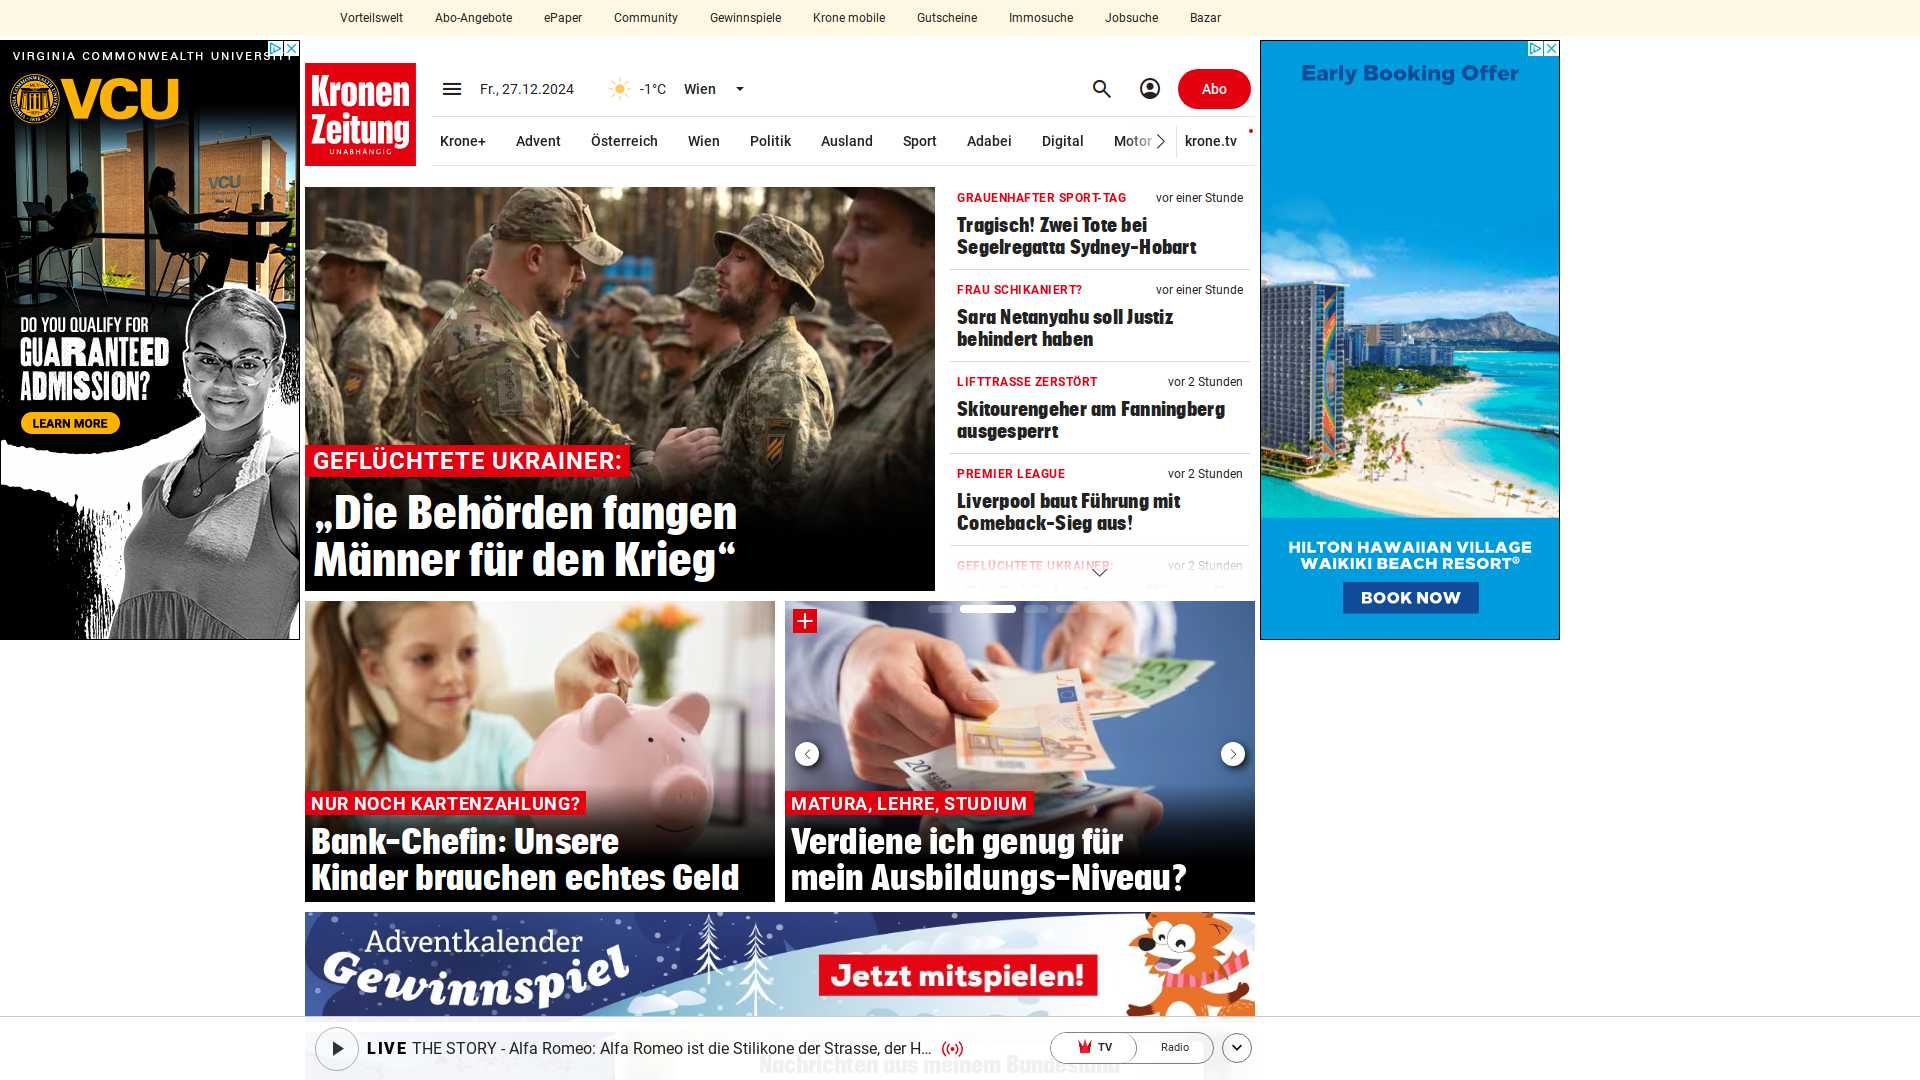 Vorteilswelt
Abo-Angebote
ePaper
Community
Gewinnspiele
Krone mobile
Gutscheine
Immosuche
Jobsuche
Bazar
VIRGINIA COMMONWEALTH UNIVERSITY
VCU
DO YOU QUALIFY FOR
GUARANTEED
ADMISSION?
LEARN MORE
Kronen
Zeitung
UNABHÄNGIG
Fr., 27.12.2024
-1°C
Wien
Abo
Krone+
Advent
Österreich
Wien
Politik
Ausland
Sport
Adabei
Digital
Motor
krone.tv
GEFLÜCHTETE UKRAINER:
„Die Behörden fangen
Männer für den Krieg“
GRAUENHAFTER SPORT-TAG
vor einer Stunde
Tragisch! Zwei Tote bei
Segelregatta Sydney-Hobart
FRAU SCHIKANIERT?
vor einer Stunde
Sara Netanyahu soll Justiz
behindert haben
LIFTTRASSE ZERSTÖRT
vor 2 Stunden
Skitourengeher am Fanningberg
ausgesperrt
PREMIER LEAGUE
vor 2 Stunden
Liverpool baut Führung mit
Comeback-Sieg aus!
GEFLÜCHTETE UKRAINER:
vor 2 Stunden
Early Booking Offer
HILTON HAWAIIAN VILLAGE
WAIKIKI BEACH RESORT®
BOOK NOW
NUR NOCH KARTENZAHLUNG?
Bank-Chefin: Unsere
Kinder brauchen echtes Geld
MATURA, LEHRE, STUDIUM
Verdiene ich genug für
mein Ausbildungs-Niveau?
Adventkalender
Gewinnspiel
Jetzt mitspielen!
LIVE THE STORY - Alfa Romeo: Alfa Romeo ist die Stilikone der Strasse, der H...
TV
Radio
Nachrichten aus meinem Bundesland